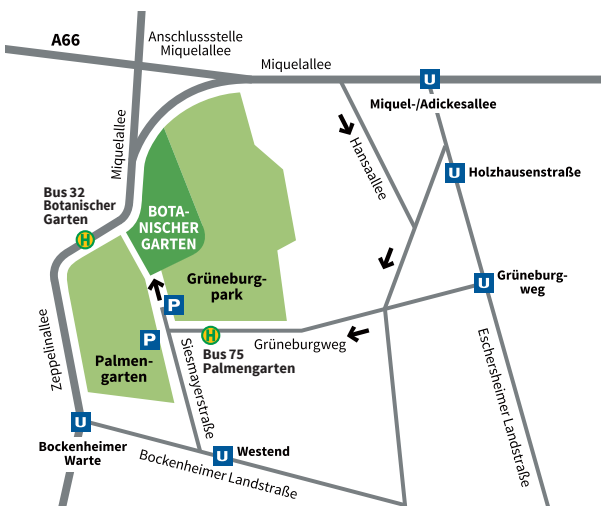 A66
Anschlussstelle
Miquelallee
Miquelallee
U
Miquel-/Adickesallee
Miquelallee
Hansaallee
U
Holzhausenstraße
Bus 32
Botanischer
Garten
H
BOTA-
NISCHER
GARTEN
Grüneburg-
park
U
Grüneburg-
weg
P
P
H
Grüneburgweg
Bus 75
Palmengarten
Zeppelinallee
Palmen-
garten
Siesmayerstraße
Eschersheimer Landstraße
U
Bockenheimer
Warte
U
Westend
Bockenheimer Landstraße